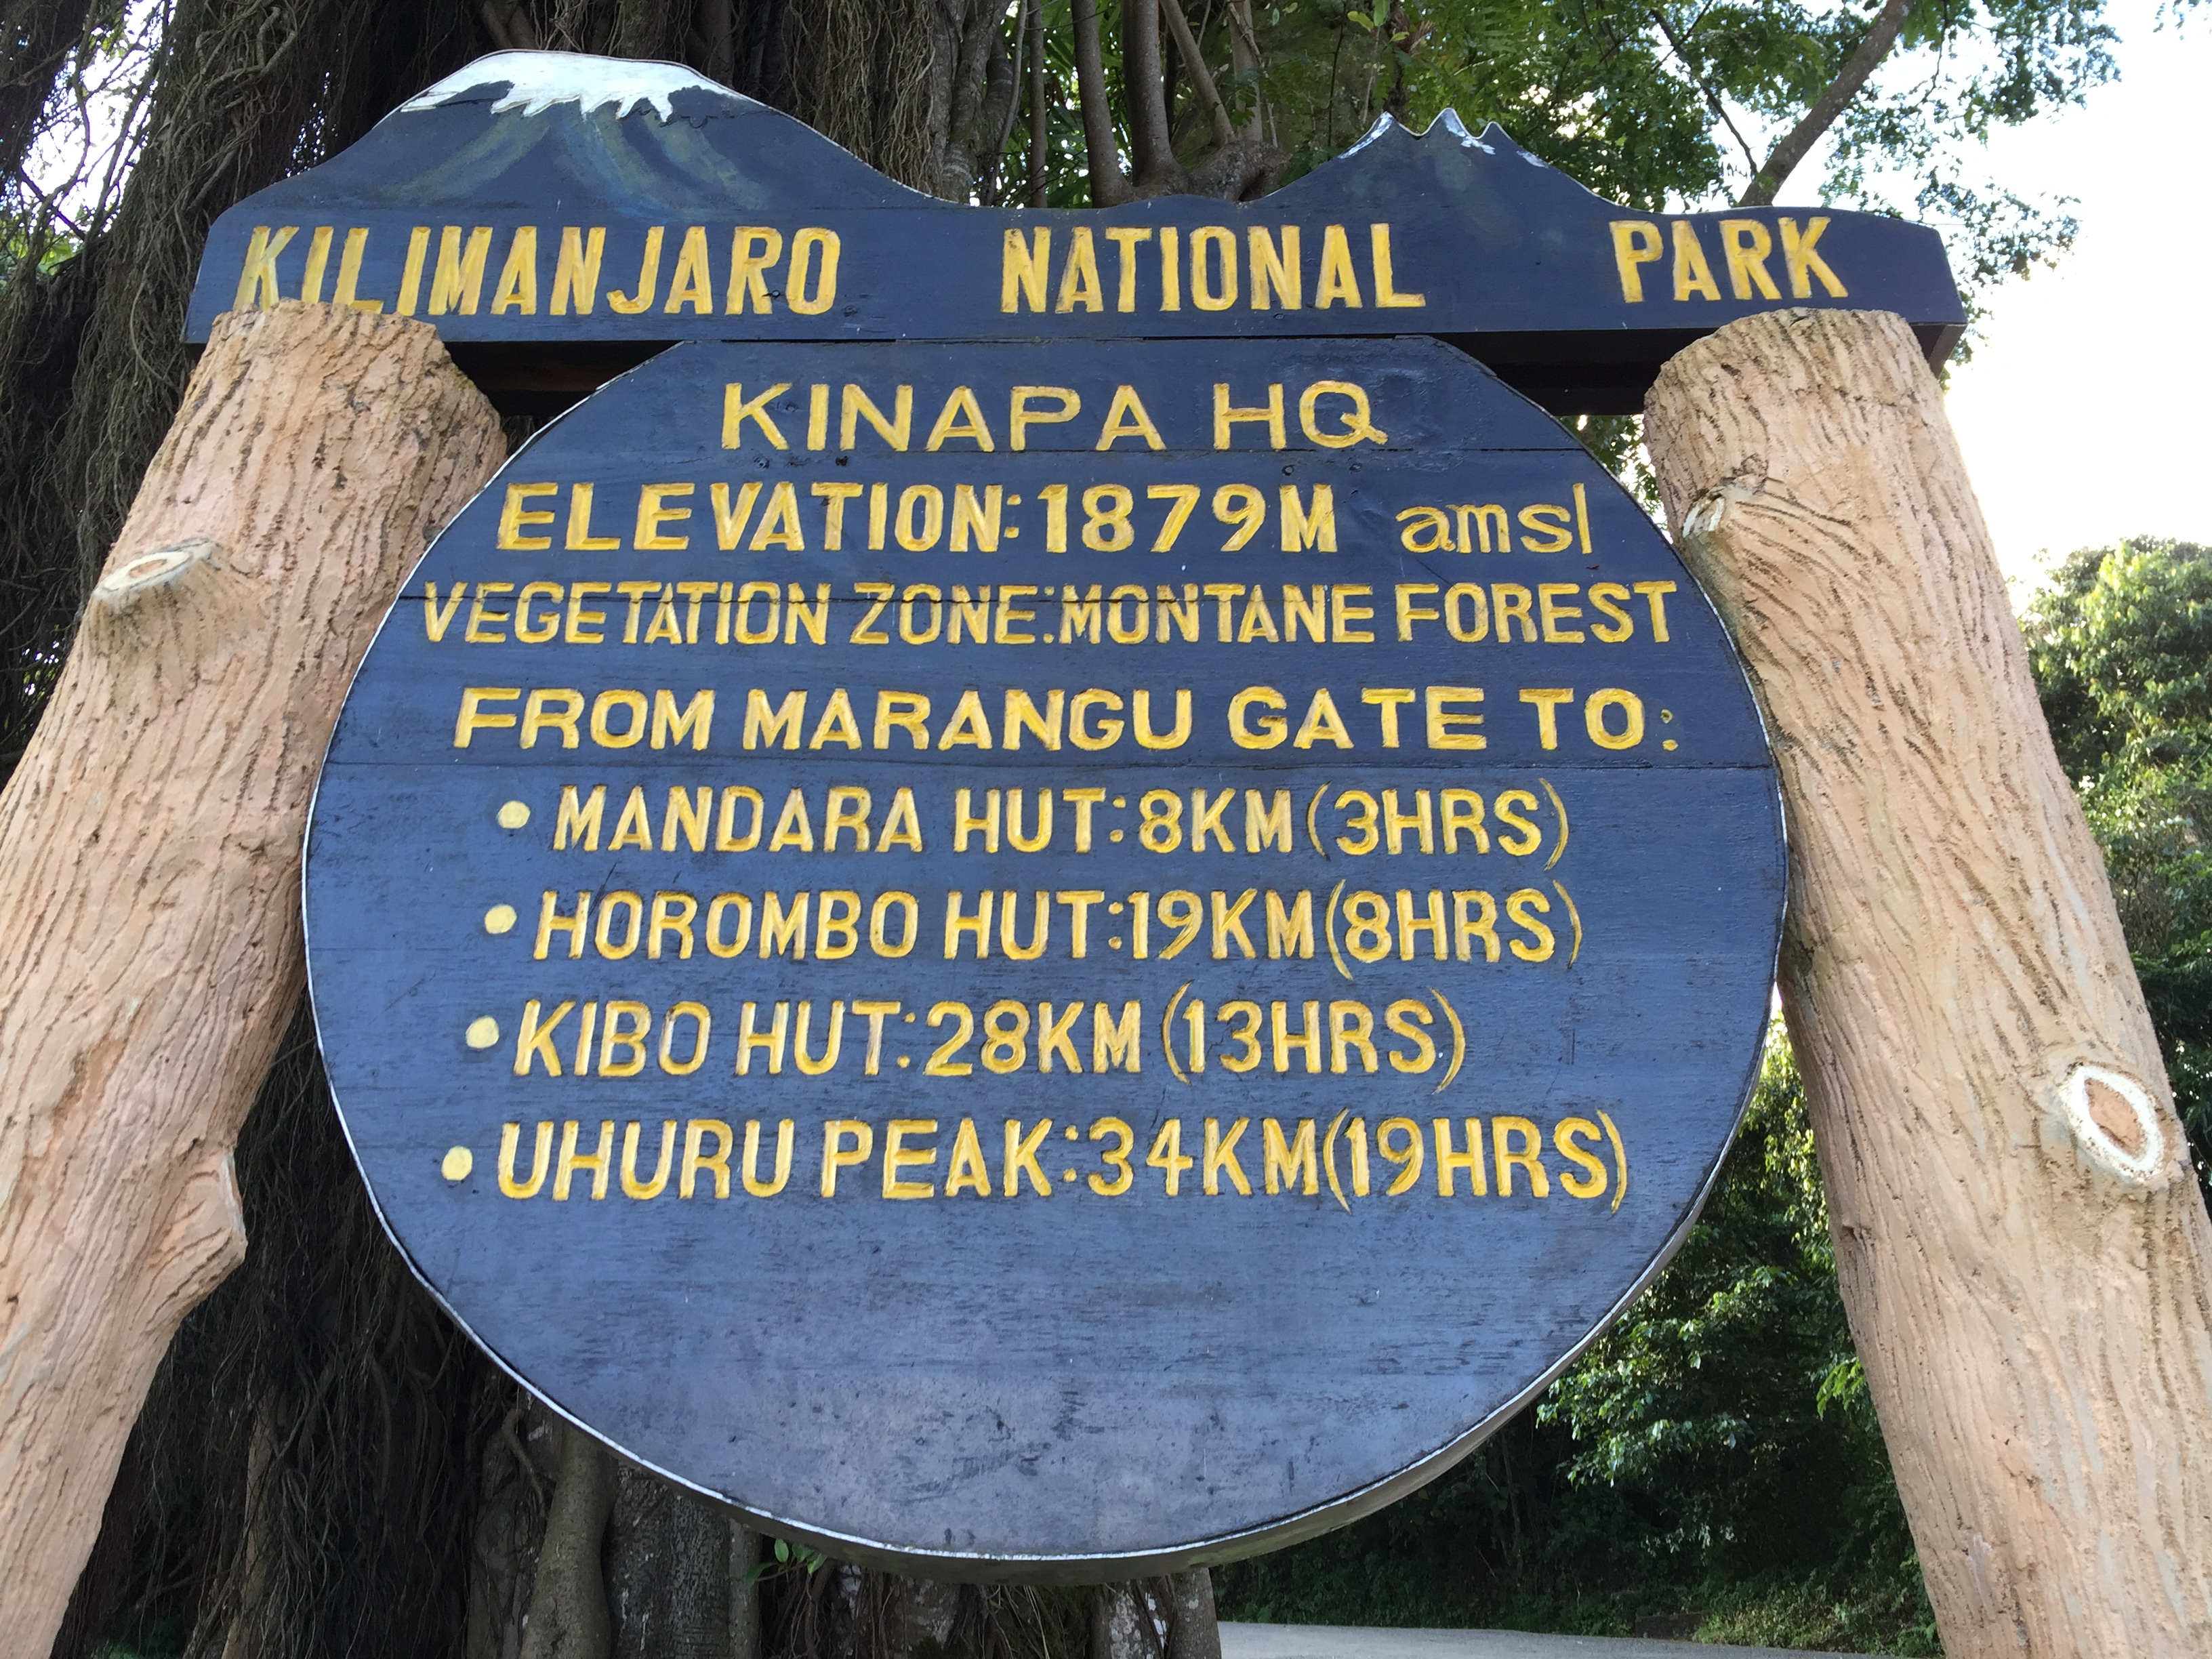 KILIMANJARO NATIONAL PARK
KINAPA HQ
ELEVATION:1879M amsl
VEGETATION ZONE:MONTANE FOREST
FROM MARANGU GATE TO:
• MANDARA HUT:8KM(3HRS)
• HOROMBO HUT:19KM(8HRS)
• KIBO HUT:28KM(13HRS)
• UHURU PEAK:34KM(19HRS)